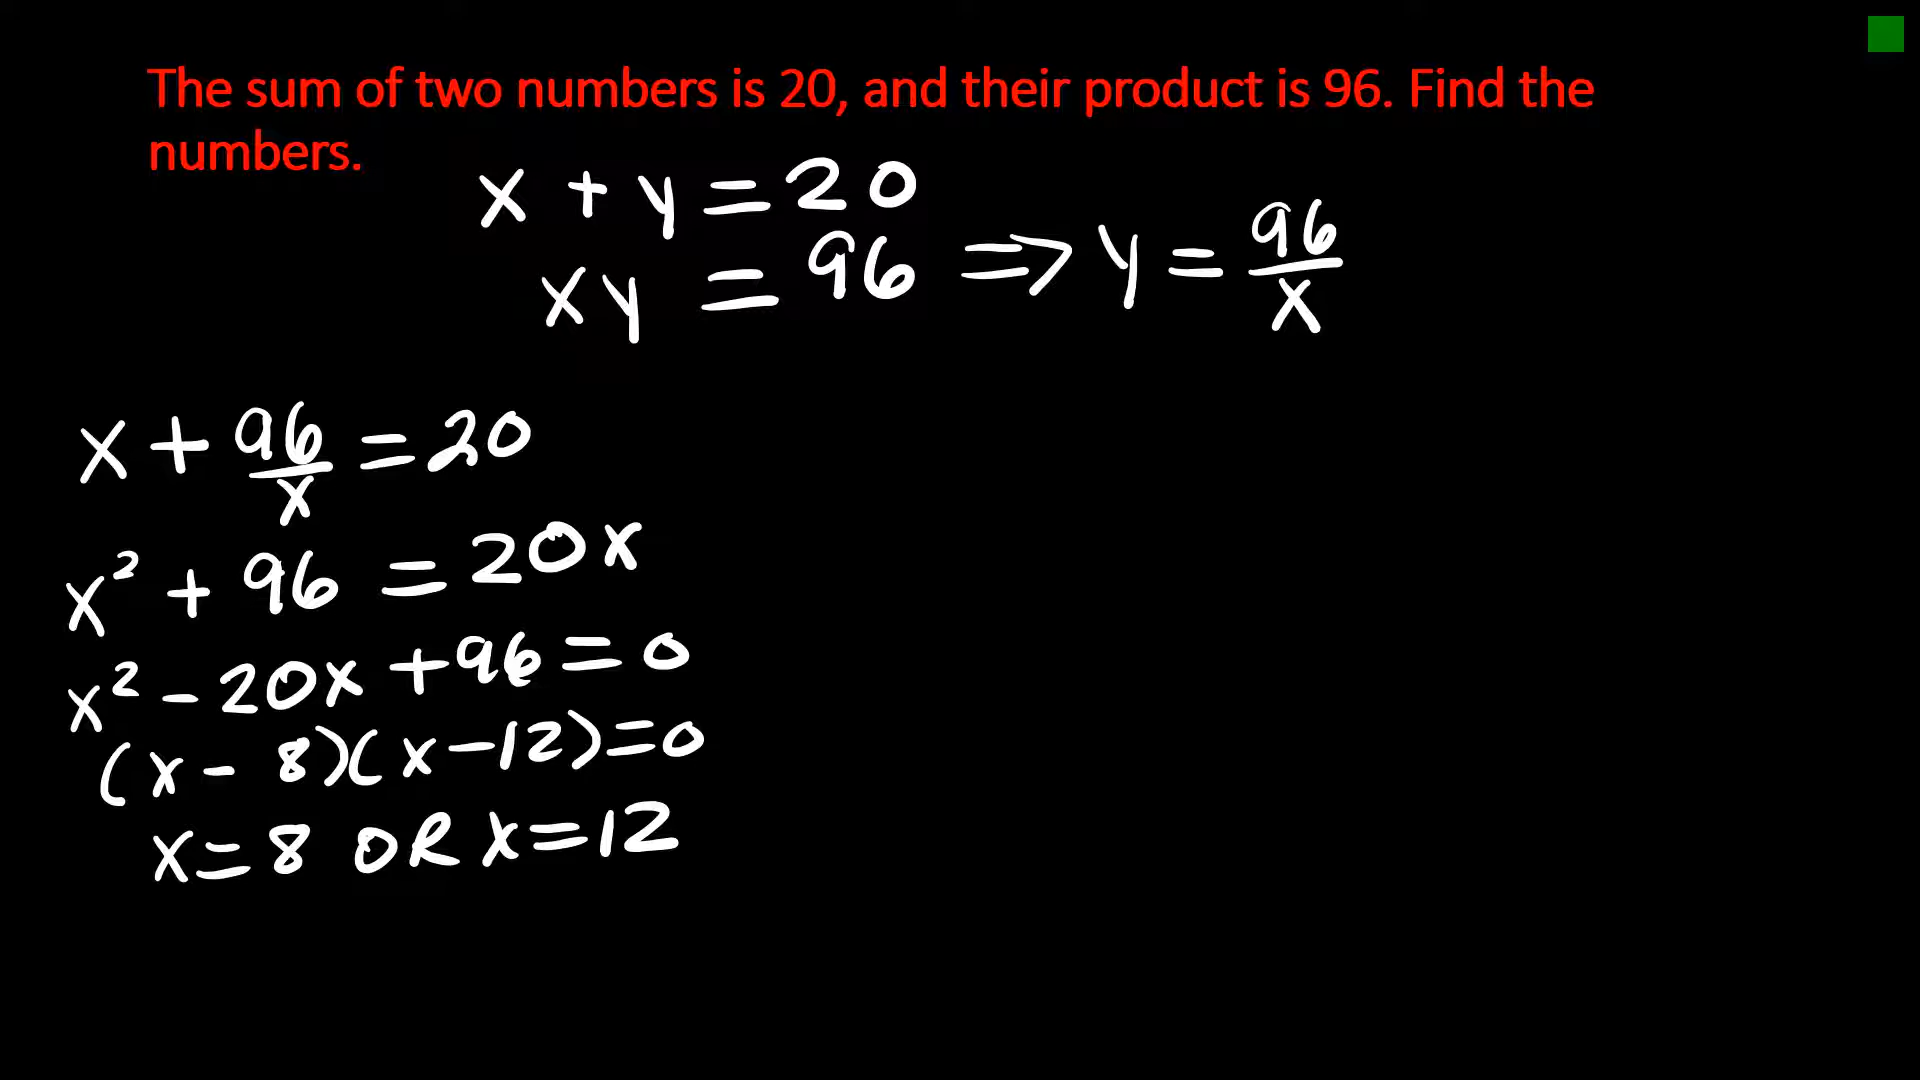 The sum of two numbers is 20, and their product is 96. Find the
numbers.
x + y = 20
xy = 96 ⇒ y = 96/x
x + 96/x = 20
x² + 96 = 20x
x² - 20x + 96 = 0
(x - 8)(x - 12) = 0
x = 8 OR x = 12